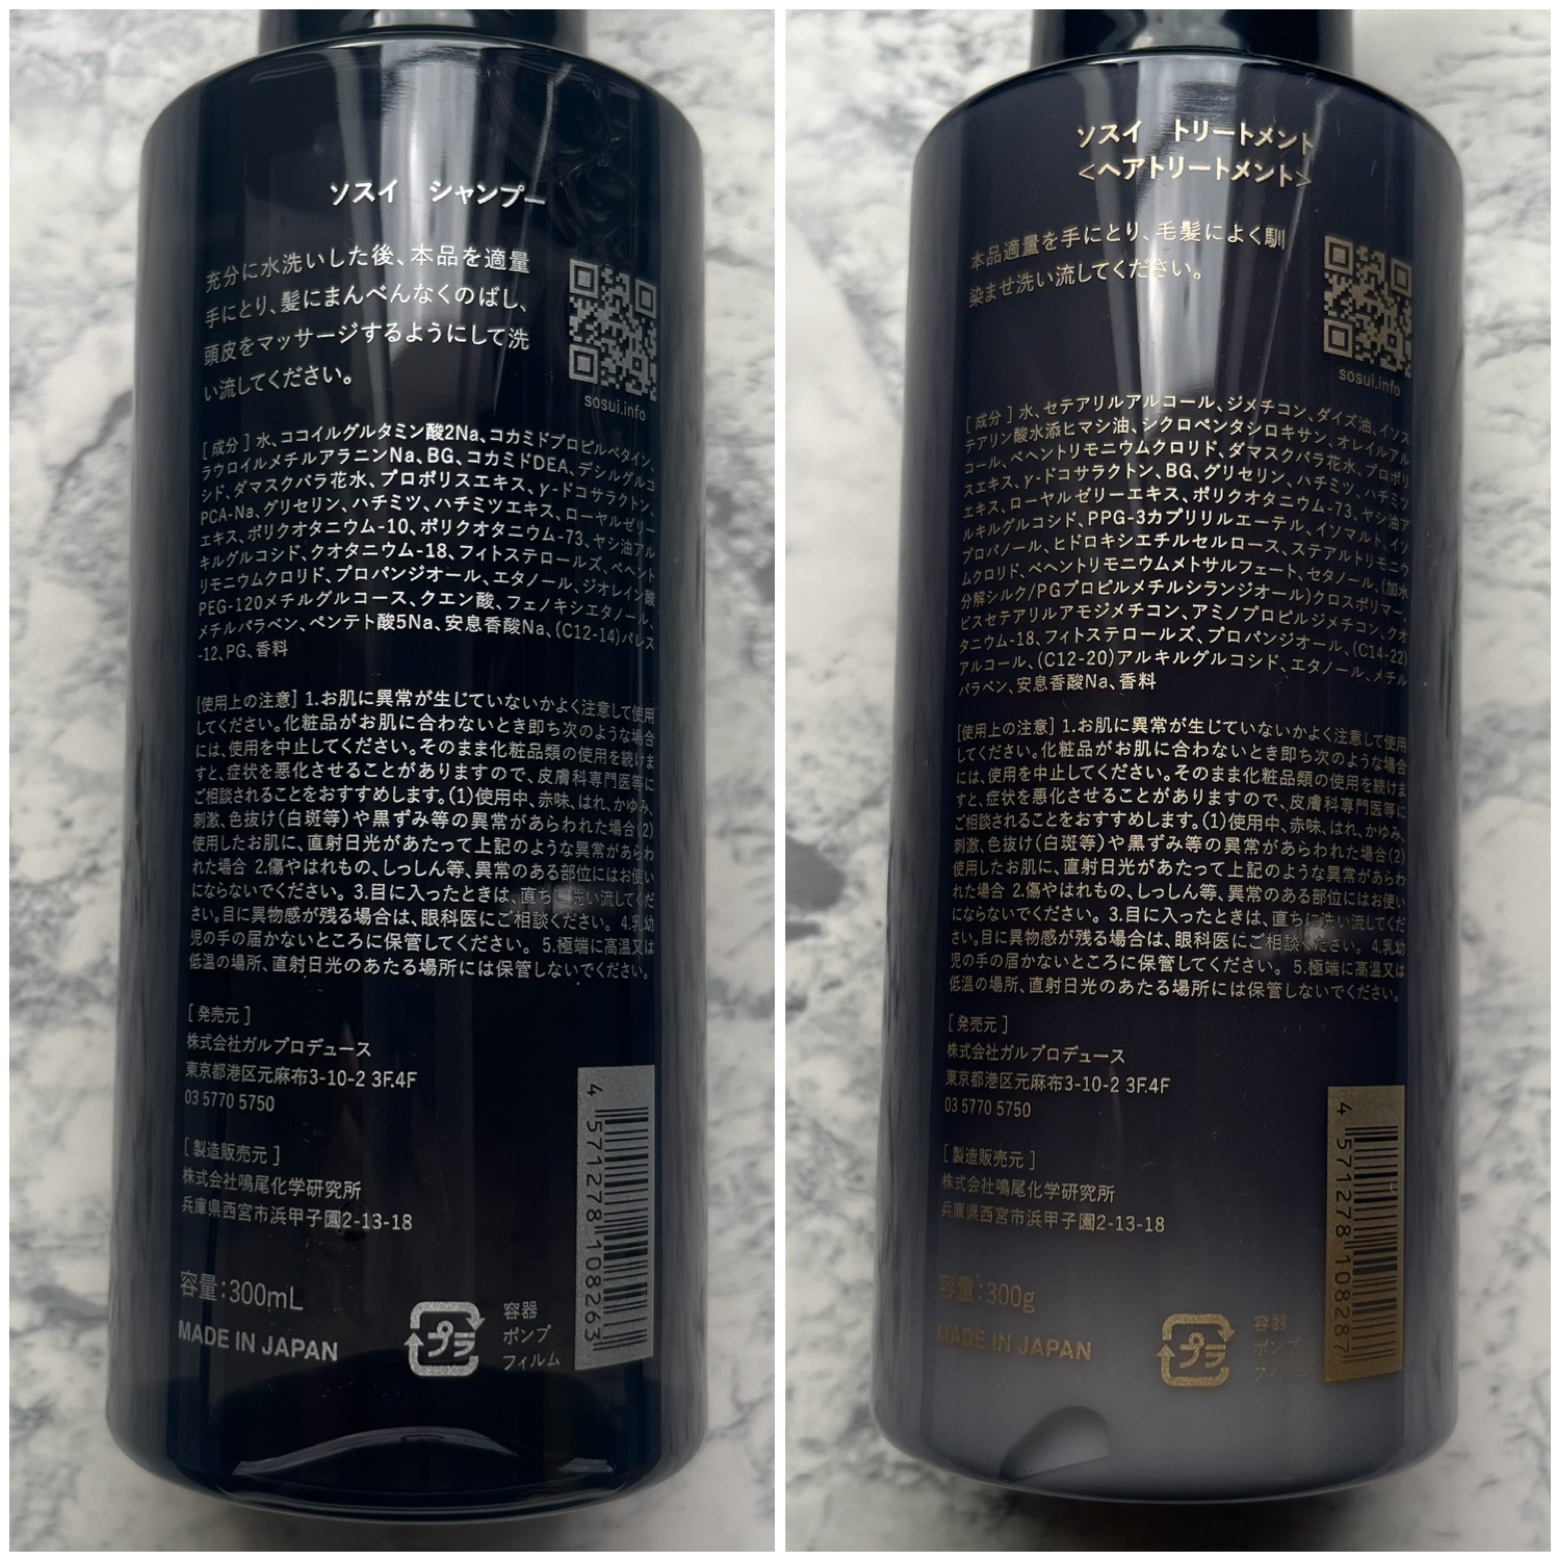 ソスイ　シャンプー
充分に水洗いした後、本品を適量
手にとり、髪にまんべんなくのばし、
頭皮をマッサージするようにして洗
い流してください。
sosui.info
[ 成分 ] 水、ココイルグルタミン酸2Na、コカミドプロピルベタイン、
ラウロイルメチルアラニンNa、BG、コカミドDEA、デシルグルコ
シド、ダマスクバラ花水、プロポリスエキス、γ-ドコサラクトン、
PCA-Na、グリセリン、ハチミツ、ハチミツエキス、ローヤルゼリー
エキス、ポリクオタニウム-10、ポリクオタニウム-73、ヤシ油アル
キルグルコシド、クオタニウム-18、フィトステロールズ、ベヘント
リモニウムクロリド、プロパンジオール、エタノール、ジオレイン酸
PEG-120メチルグルコース、クエン酸、フェノキシエタノール、
メチルパラベン、ペンテト酸5Na、安息香酸Na、(C12-14)パレス
-12、PG、香料
[使用上の注意] 1.お肌に異常が生じていないかよく注意して使用
してください。化粧品がお肌に合わないとき即ち次のような場合
には、使用を中止してください。そのまま化粧品類の使用を続けま
すと、症状を悪化させることがありますので、皮膚科専門医等に
ご相談されることをおすすめします。(1)使用中、赤味、はれ、かゆみ、
刺激、色抜け(白斑等)や黒ずみ等の異常があらわれた場合(2)
使用したお肌に、直射日光があたって上記のような異常があらわ
れた場合 2.傷やはれもの、しっしん等、異常のある部位にはお使い
にならないでください。 3.目に入ったときは、直ちに洗い流してくだ
さい。目に異物感が残る場合は、眼科医にご相談ください。 4.乳幼
児の手の届かないところに保管してください。 5.極端に高温又は
低温の場所、直射日光のあたる場所には保管しないでください。
[ 発売元 ]
株式会社ガルプロデュース
東京都港区元麻布3-10-2 3F.4F
03 5770 5750
[ 製造販売元 ]
株式会社鳴尾化学研究所
兵庫県西宮市浜甲子園2-13-18
容量：300mL
MADE IN JAPAN
プラ
容器
ポンプ
フィルム
4 571278 108263
ソスイ　トリートメント
<ヘアトリートメント>
本品適量を手にとり、毛髪によく馴
染ませ洗い流してください。
sosui.info
[ 成分 ] 水、セテアリルアルコール、ジメチコン、ダイズ油、イソス
テアリン酸水添ヒマシ油、シクロペンタシロキサン、オレイルアル
コール、ベヘントリモニウムクロリド、ダマスクバラ花水、プロポリ
スエキス、γ-ドコサラクトン、BG、グリセリン、ハチミツ、ハチミツ
エキス、ローヤルゼリーエキス、ポリクオタニウム-73、ヤシ油ア
ルキルグルコシド、PPG-3カプリリルエーテル、イソマルト、イソ
プロパノール、ヒドロキシエチルセルロース、ステアルトリモニウ
ムクロリド、ベヘントリモニウムメトサルフェート、セタノール、(加水
分解シルク/PGプロピルメチルシランジオール)クロスポリマー、
ビスセテアリルアモジメチコン、アミノプロピルジメチコン、クオ
タニウム-18、フィトステロールズ、プロパンジオール、(C14-22)
アルコール、(C12-20)アルキルグルコシド、エタノール、メチル
パラベン、安息香酸Na、香料
[使用上の注意] 1.お肌に異常が生じていないかよく注意して使用
してください。化粧品がお肌に合わないとき即ち次のような場合
には、使用を中止してください。そのまま化粧品類の使用を続けま
すと、症状を悪化させることがありますので、皮膚科専門医等に
ご相談されることをおすすめします。(1)使用中、赤味、はれ、かゆみ、
刺激、色抜け(白斑等)や黒ずみ等の異常があらわれた場合(2)
使用したお肌に、直射日光があたって上記のような異常があらわ
れた場合 2.傷やはれもの、しっしん等、異常のある部位にはお使い
にならないでください。 3.目に入ったときは、直ちに洗い流してくだ
さい。目に異物感が残る場合は、眼科医にご相談ください。 4.乳幼
児の手の届かないところに保管してください。 5.極端に高温又は
低温の場所、直射日光のあたる場所には保管しないでください。
[ 発売元 ]
株式会社ガルプロデュース
東京都港区元麻布3-10-2 3F.4F
03 5770 5750
[ 製造販売元 ]
株式会社鳴尾化学研究所
兵庫県西宮市浜甲子園2-13-18
容量：300g
MADE IN JAPAN
プラ
容器
ポンプ
フィルム
4 571278 108287